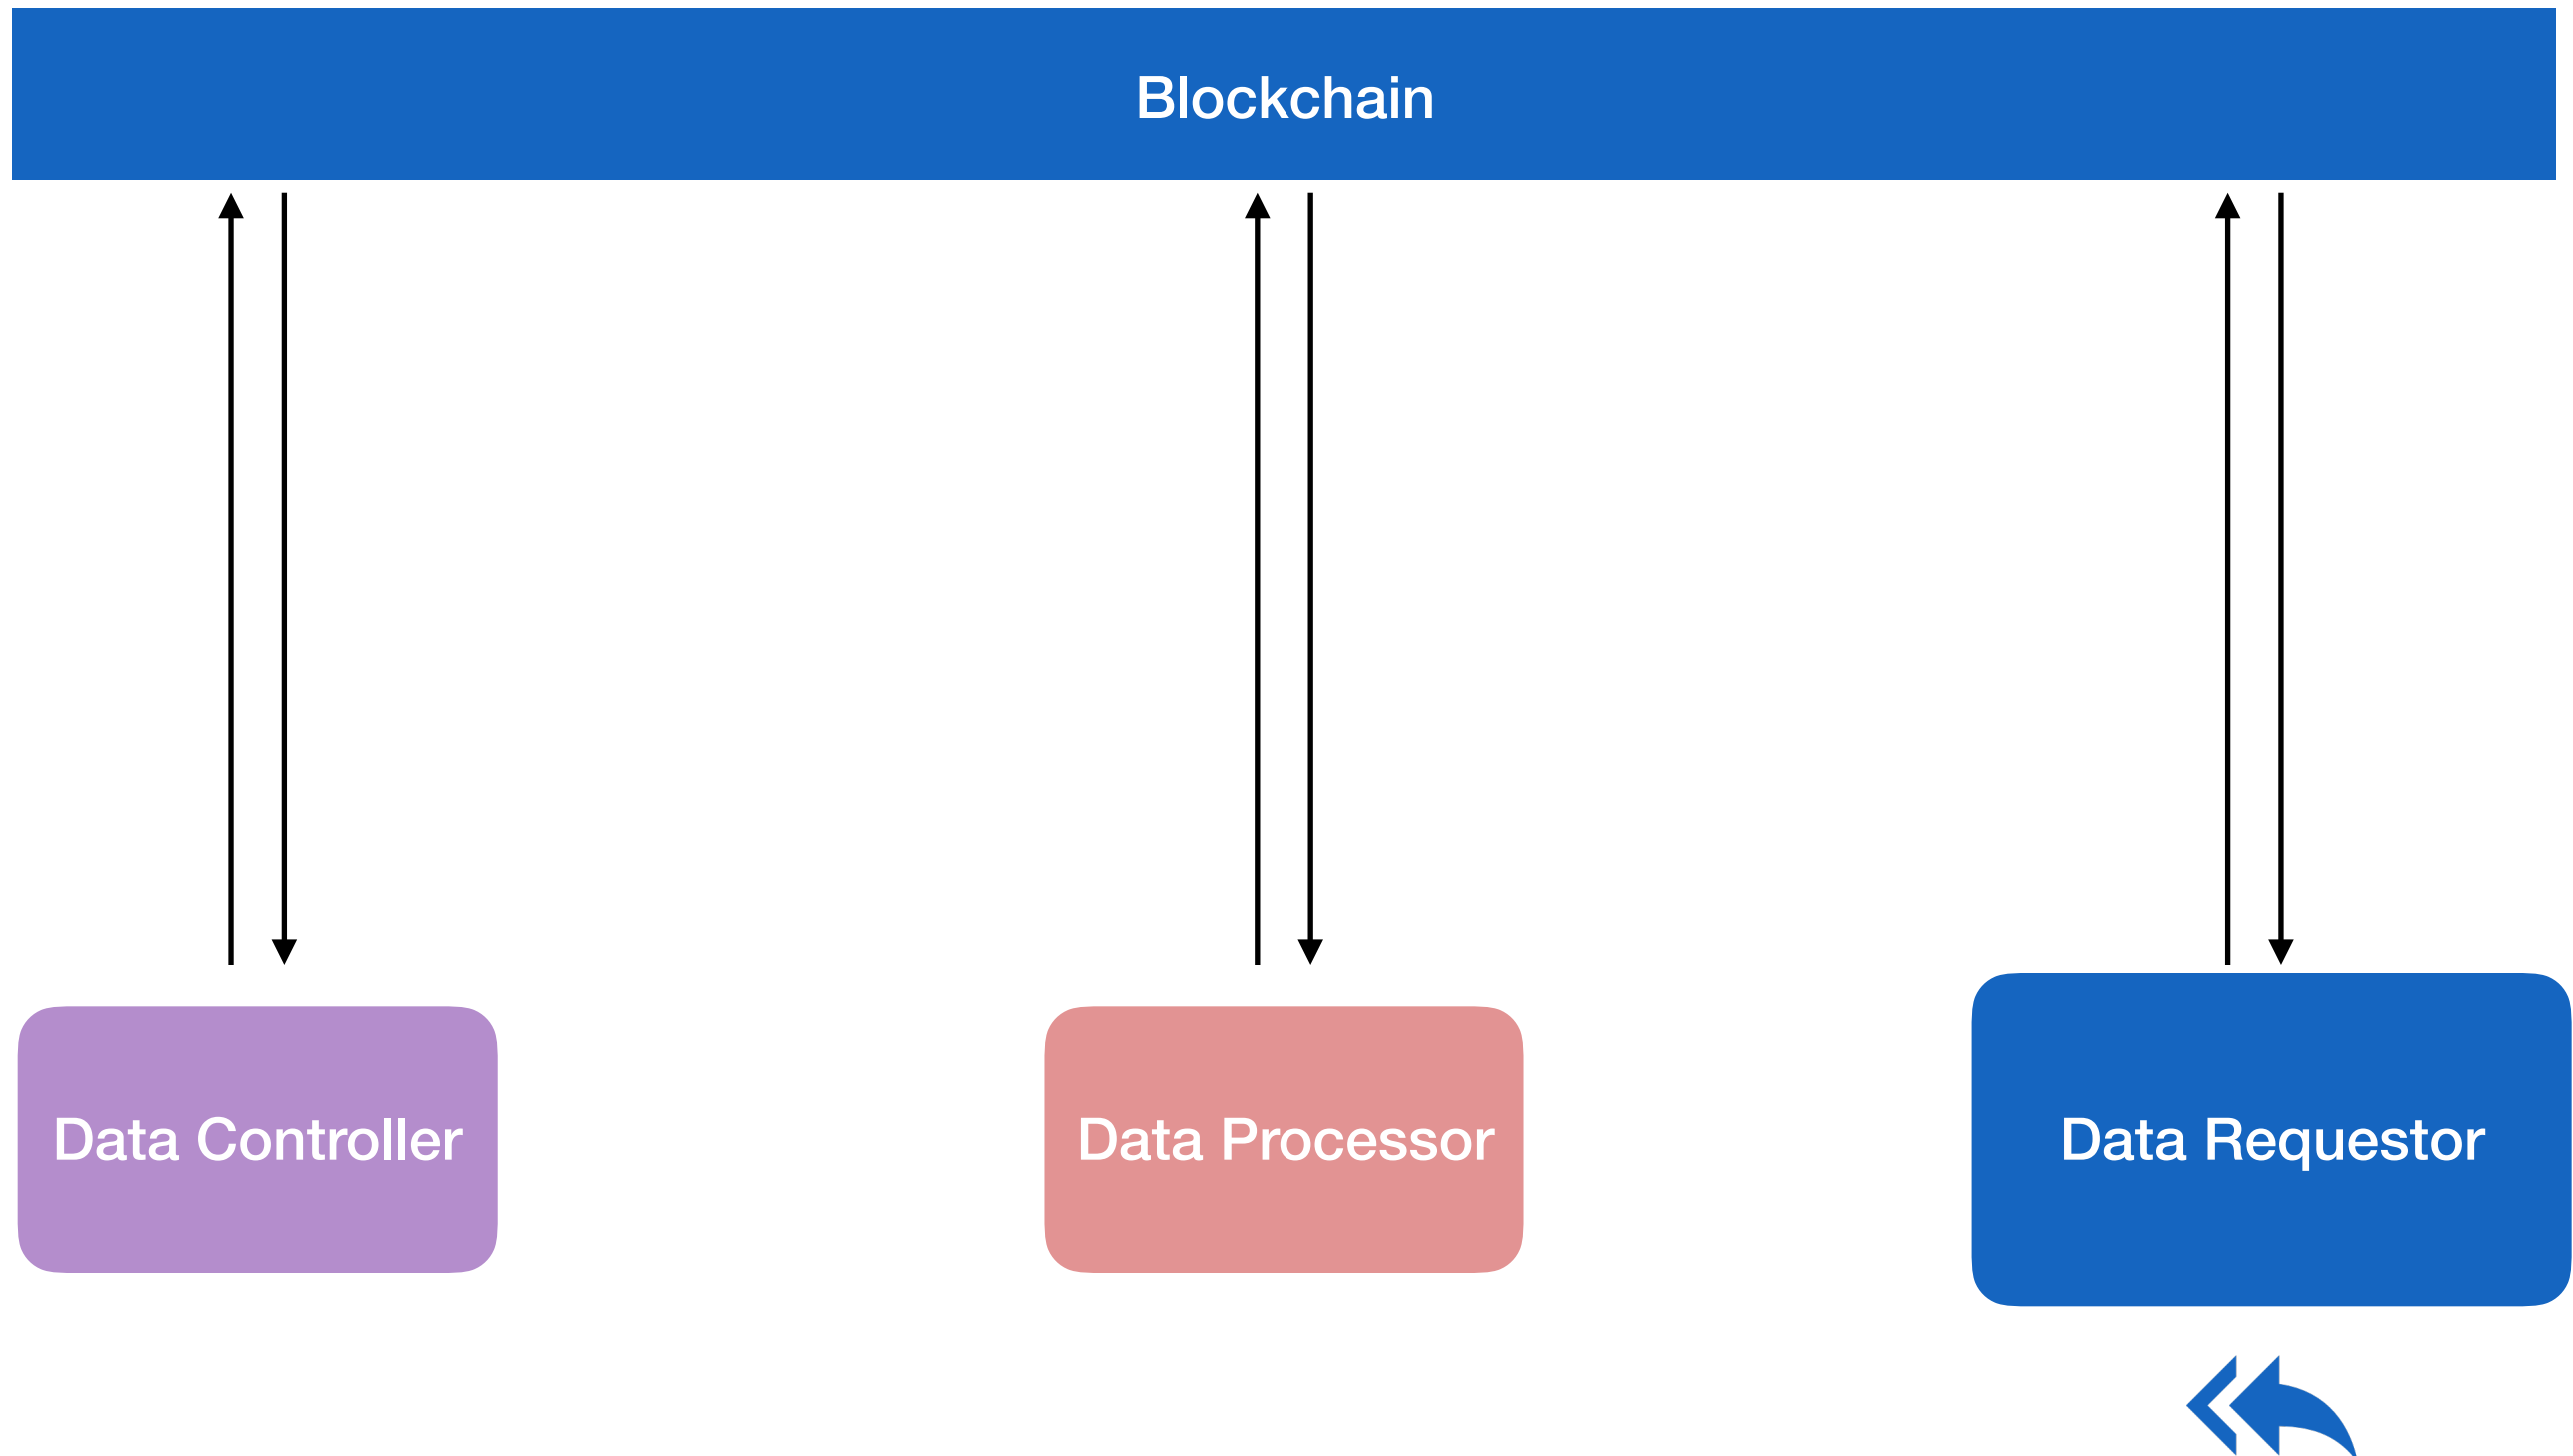 Blockchain
Data Controller
Data Processor
Data Requestor